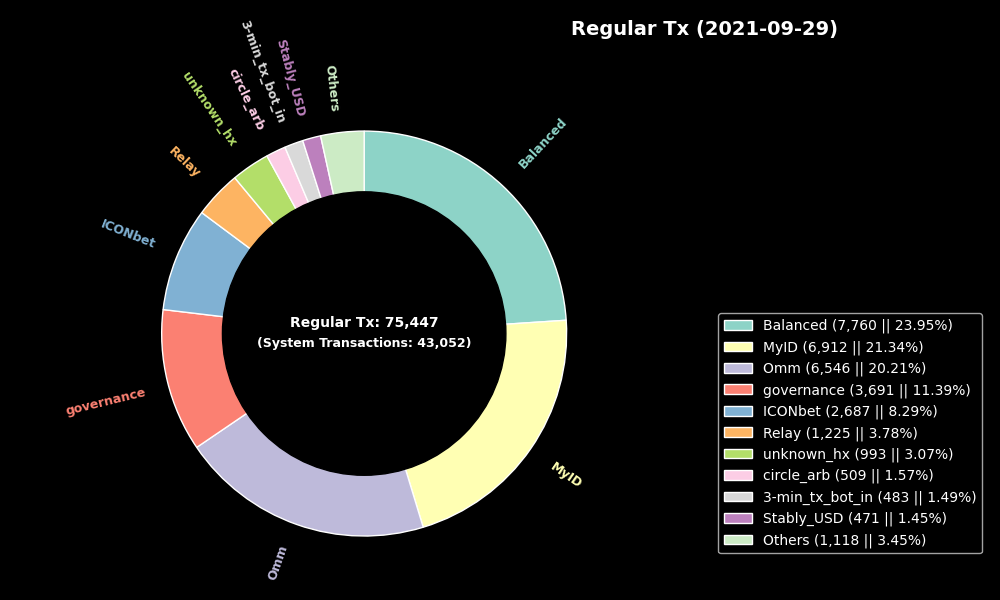 Regular Tx (2021-09-29)
3-min_tx_bot_in
Stably_USD
Others
circle_arb
unknown_hx
Relay
Balanced
ICONbet
governance
Omm
MyID
Regular Tx: 75,447
(System Transactions: 43,052)
Balanced (7,760 || 23.95%)
MyID (6,912 || 21.34%)
Omm (6,546 || 20.21%)
governance (3,691 || 11.39%)
ICONbet (2,687 || 8.29%)
Relay (1,225 || 3.78%)
unknown_hx (993 || 3.07%)
circle_arb (509 || 1.57%)
3-min_tx_bot_in (483 || 1.49%)
Stably_USD (471 || 1.45%)
Others (1,118 || 3.45%)